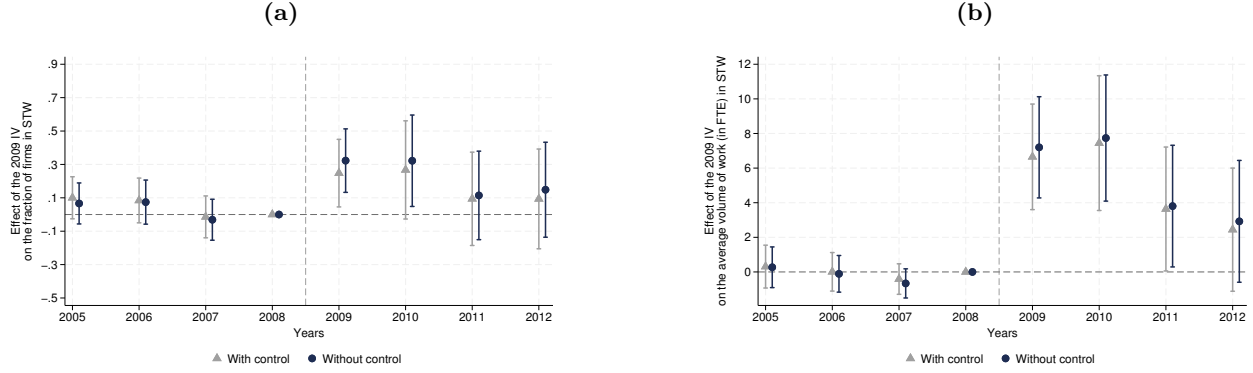 (a)
Effect of the 2009 IV
on the fraction of firms in STW
.9
.7
.5
.3
.1
-.1
-.3
-.5
2005 2006 2007 2008 2009 2010 2011 2012
Years
With control Without control
(b)
Effect of the 2009 IV
on the average volume of work (in FTE) in STW
12
10
8
6
4
2
0
2005 2006 2007 2008 2009 2010 2011 2012
Years
With control Without control